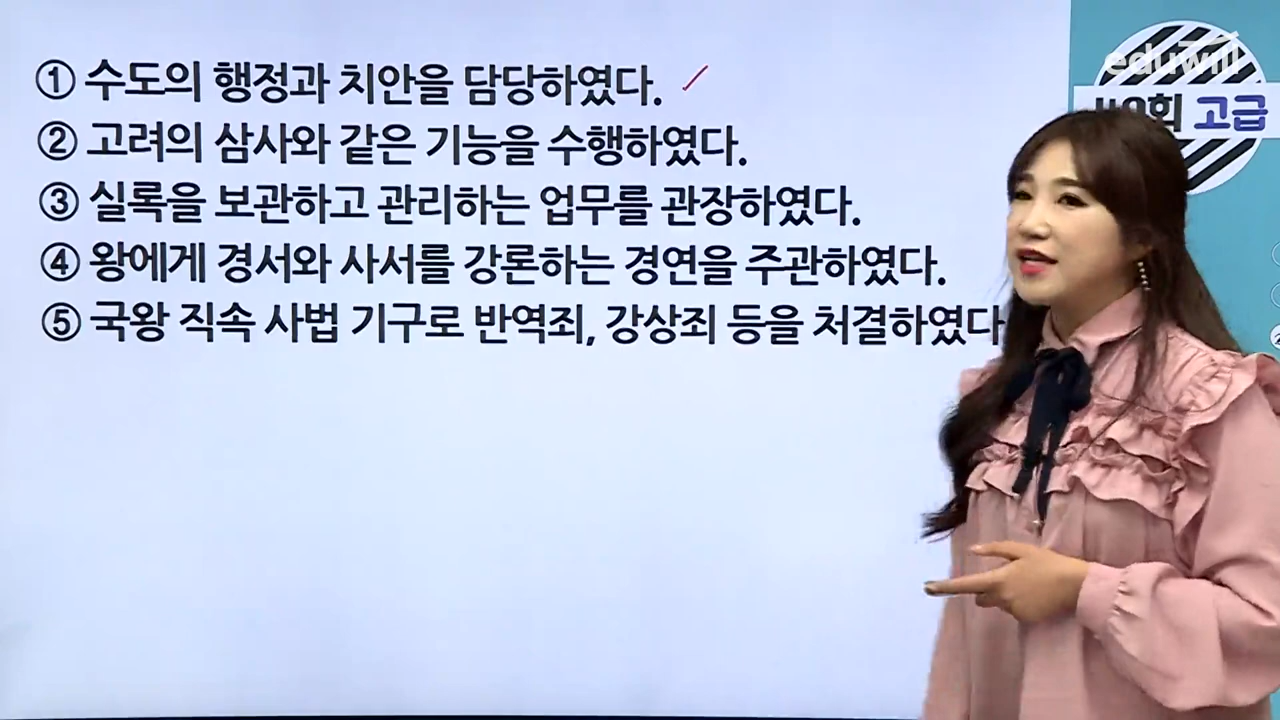 ① 수도의 행정과 치안을 담당하였다.
② 고려의 삼사와 같은 기능을 수행하였다.
③ 실록을 보관하고 관리하는 업무를 관장하였다.
④ 왕에게 경서와 사서를 강론하는 경연을 주관하였다.
⑤ 국왕 직속 사법 기구로 반역죄, 강상죄 등을 처결하였다
eduwill
고급